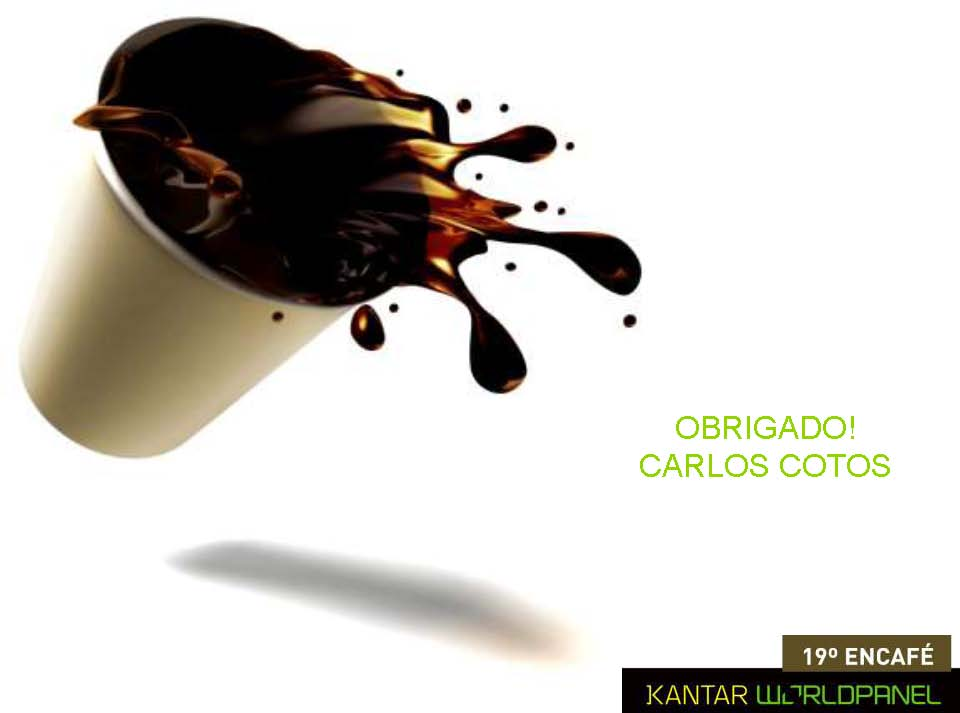 OBRIGADO!
CARLOS COTOS
19º ENCAFÉ
KANTAR WORLDPANEL